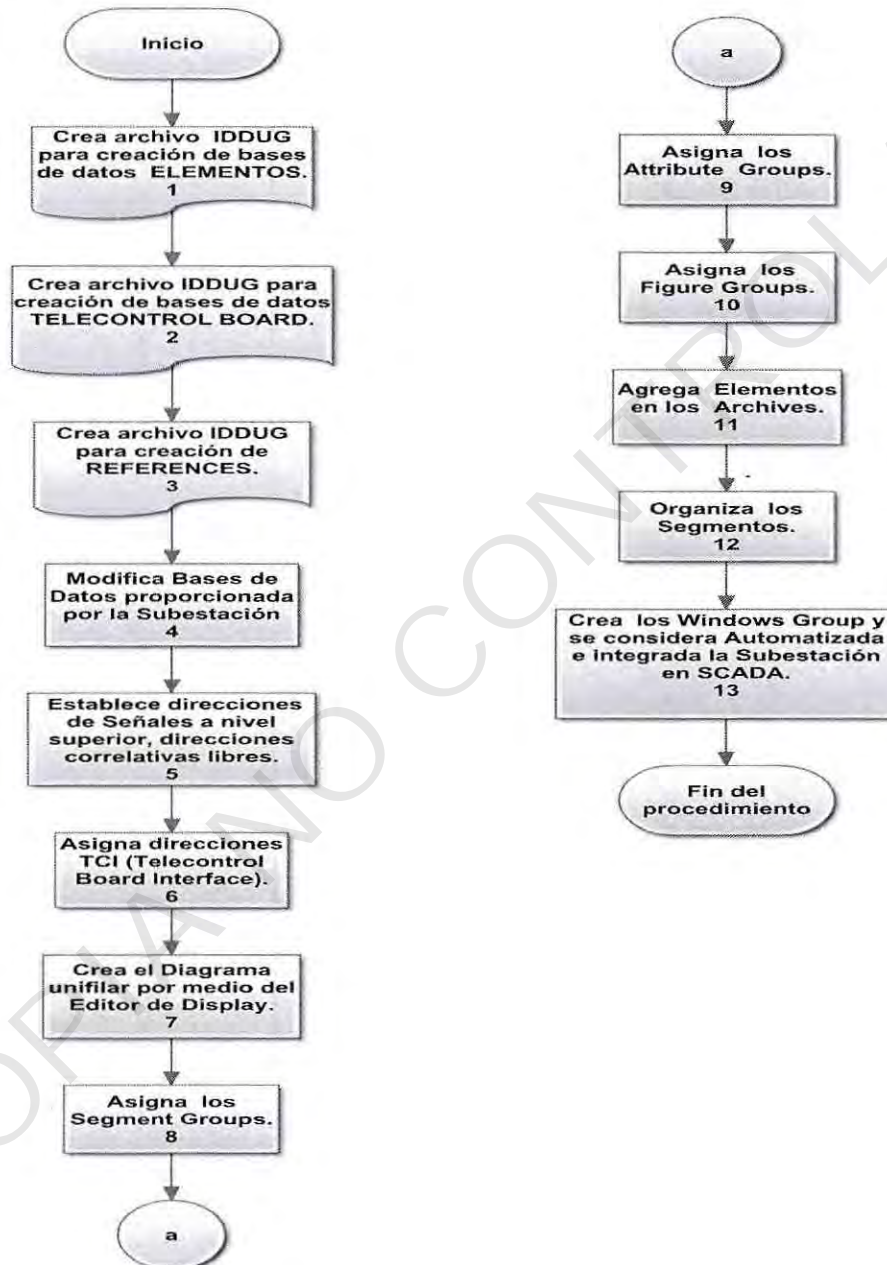 Inicio
Crea archivo IDDUG
para creación de bases
de datos ELEMENTOS.
1
Crea archivo IDDUG para
creación de bases de datos
TELECONTROL BOARD.
2
Crea archivo IDDUG
para creación de
REFERENCES.
3
Modifica Bases de
Datos proporcionada
por la Subestación
4
Establece direcciones
de Señales a nivel
superior, direcciones
correlativas libres.
5
Asigna direcciones
TCI (Telecontrol
Board Interface).
6
Crea el Diagrama
unifilar por medio del
Editor de Display.
7
Asigna los
Segment Groups.
8
a
a
Asigna los
Attribute Groups.
9
Asigna los
Figure Groups.
10
Agrega Elementos
en los Archives.
11
Organiza los
Segmentos.
12
Crea los Windows Group y
se considera Automatizada
e integrada la Subestación
en SCADA.
13
Fin del
procedimiento
OPIA NO CONTROL